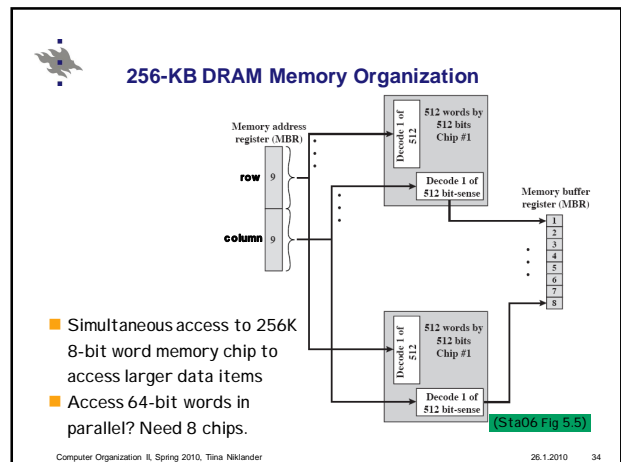 256-KB DRAM Memory Organization
Memory address
register (MBR)
row 9
column 9
Decode 1 of
512
512 words by
512 bits
Chip #1
Decode 1 of
512 bit-sense
Memory buffer
register (MBR)
1
2
3
4
5
6
7
8
Decode 1 of
512
512 words by
512 bits
Chip #1
Decode 1 of
512 bit-sense
Simultaneous access to 256K
8-bit word memory chip to
access larger data items
Access 64-bit words in
parallel? Need 8 chips.
(Sta06 Fig 5.5)
Computer Organization II, Spring 2010, Tiina Niklander 26.1.2010 34